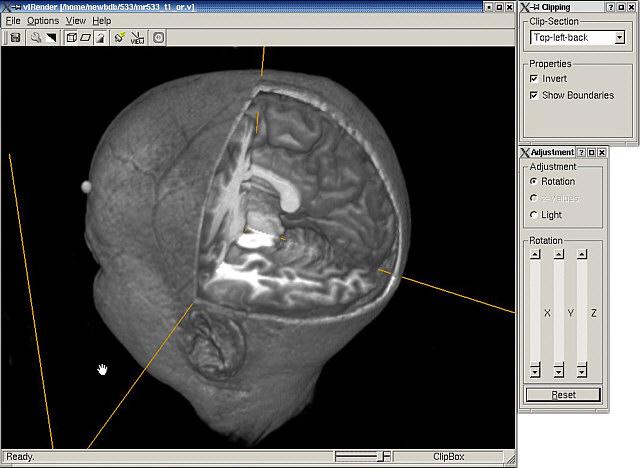 vlRender [/home/newbdb/533/mr533_t1_or.v]
File Options View Help
VIEW
Ready.
ClipBox
Clipping
Clip-Section
Top-left-back
Properties
Invert
Show Boundaries
Adjustment
Adjustment
Rotation
z-Values
Light
Rotation
X Y Z
Reset